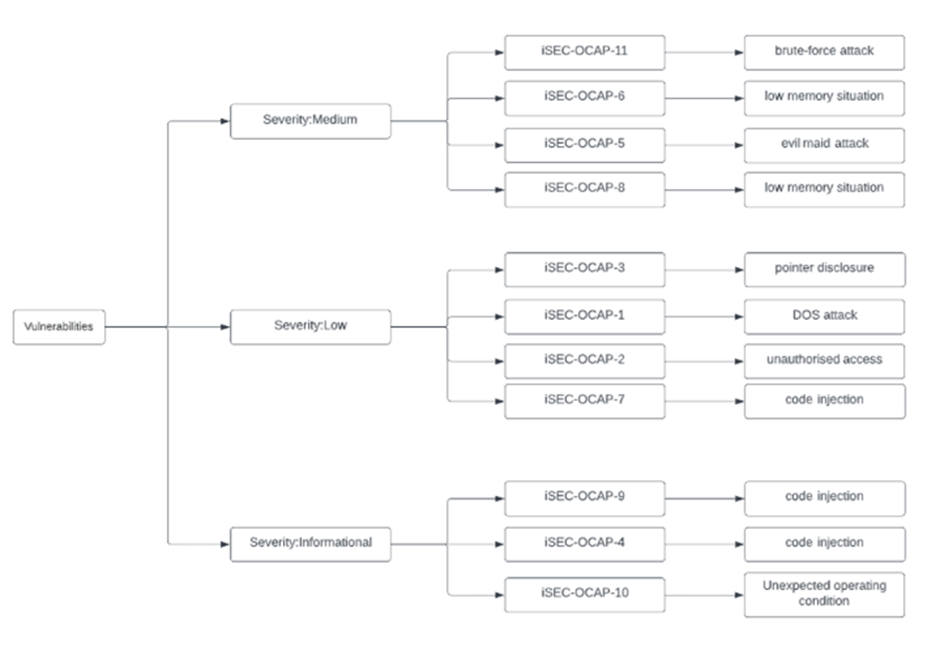 Vulnerabilities
Severity:Medium
iSEC-OCAP-11
brute-force attack
iSEC-OCAP-6
low memory situation
iSEC-OCAP-5
evil maid attack
iSEC-OCAP-8
low memory situation
Severity:Low
iSEC-OCAP-3
pointer disclosure
iSEC-OCAP-1
DOS attack
iSEC-OCAP-2
unauthorised access
iSEC-OCAP-7
code injection
Severity:Informational
iSEC-OCAP-9
code injection
iSEC-OCAP-4
code injection
iSEC-OCAP-10
Unexpected operating
condition